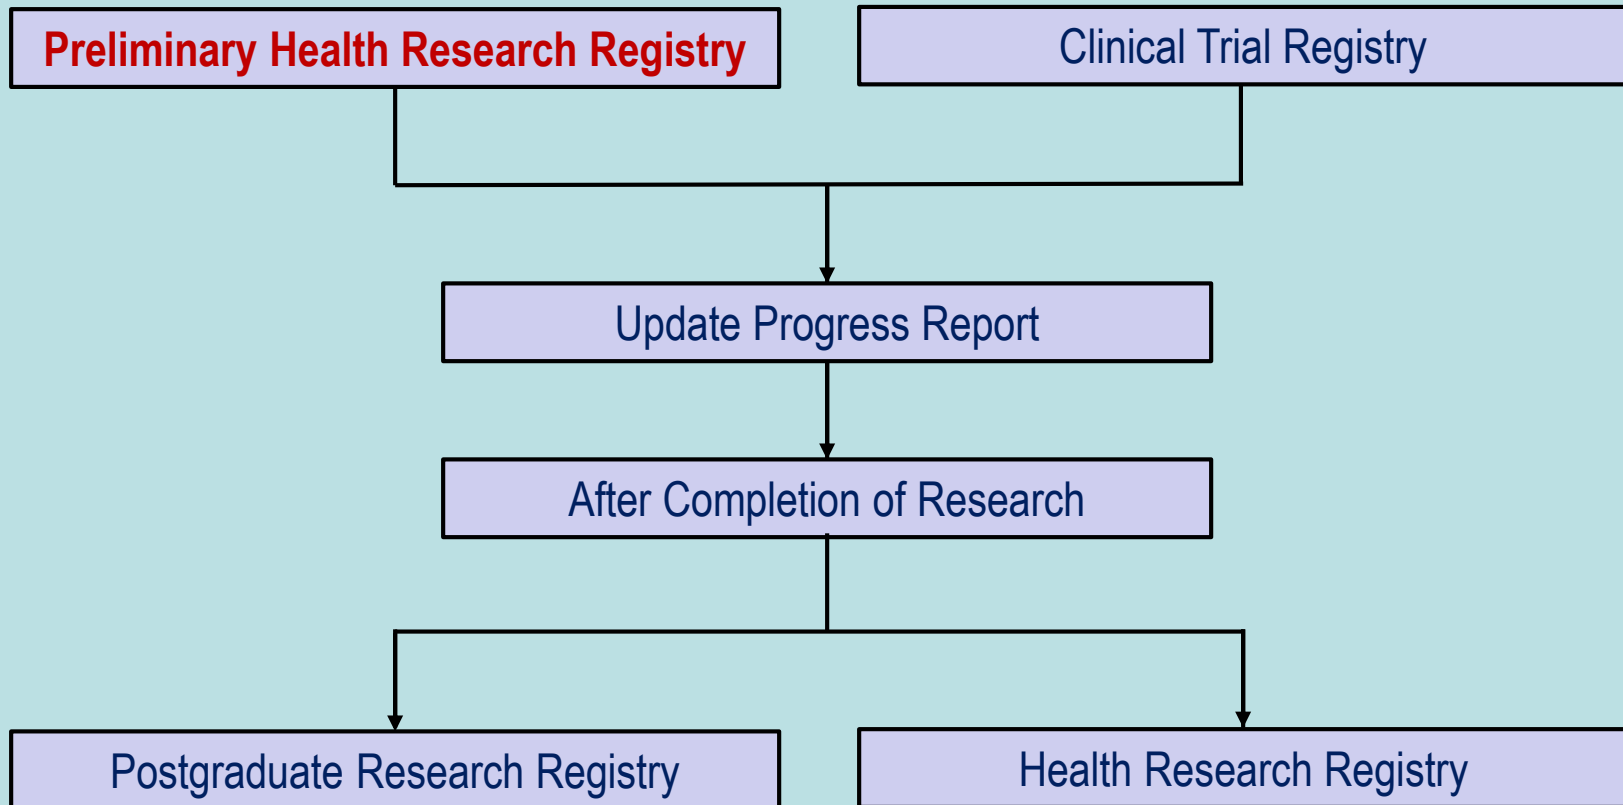 Preliminary Health Research Registry
Clinical Trial Registry
Update Progress Report
After Completion of Research
Postgraduate Research Registry
Health Research Registry